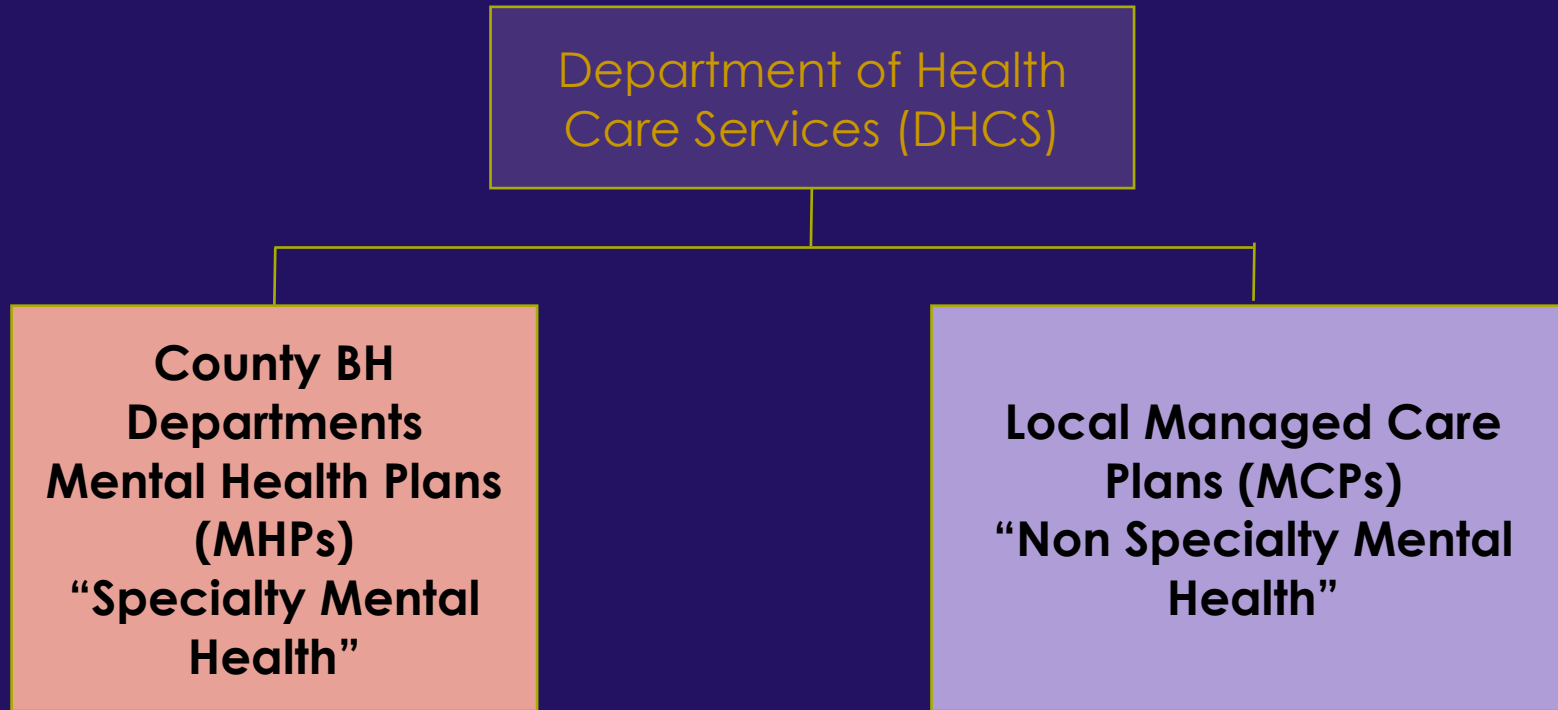 Department of Health
Care Services (DHCS)
County BH
Departments
Mental Health Plans
(MHPs)
“Specialty Mental
Health”
Local Managed Care
Plans (MCPs)
“Non Specialty Mental
Health”